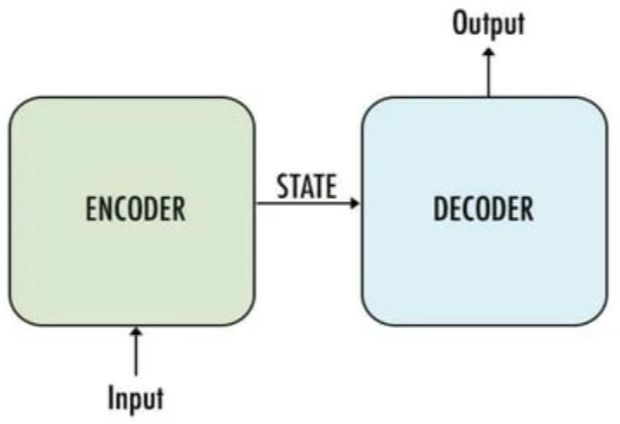 Output
ENCODER
STATE
DECODER
Input